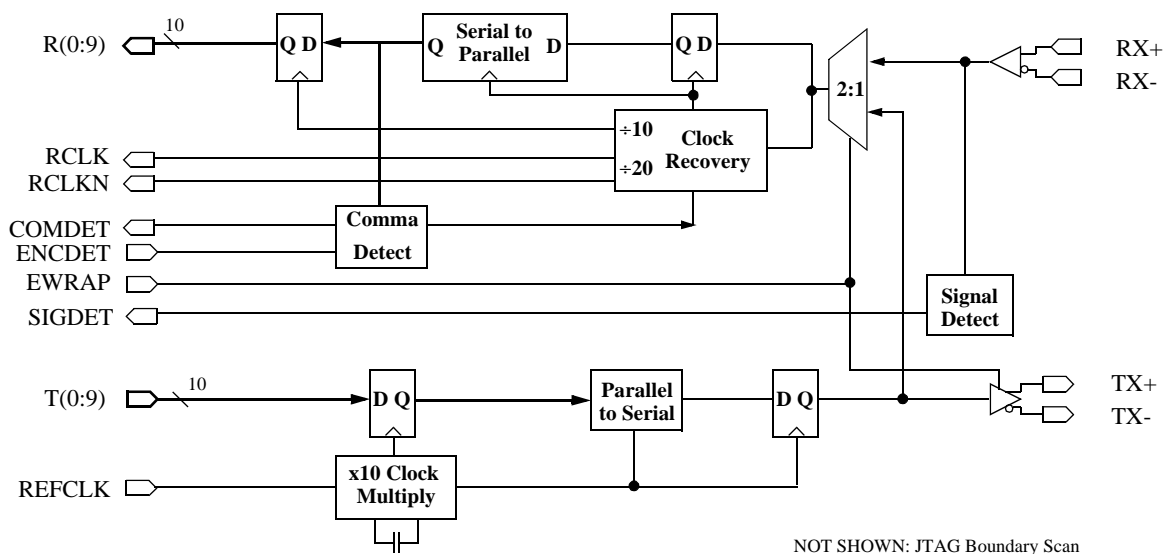 10
R(0:9)
Q D
Q
Serial to
Parallel
D
Q D
2:1
RX+
RX-
÷10
÷20
Clock
Recovery
RCLK
RCLKN
COMDET
ENCDET
Comma
Detect
EWRAP
SIGDET
Signal
Detect
T(0:9)
10
D Q
Parallel
to Serial
D Q
TX+
TX-
REFCLK
x10 Clock
Multiply
NOT SHOWN: JTAG Boundary Scan